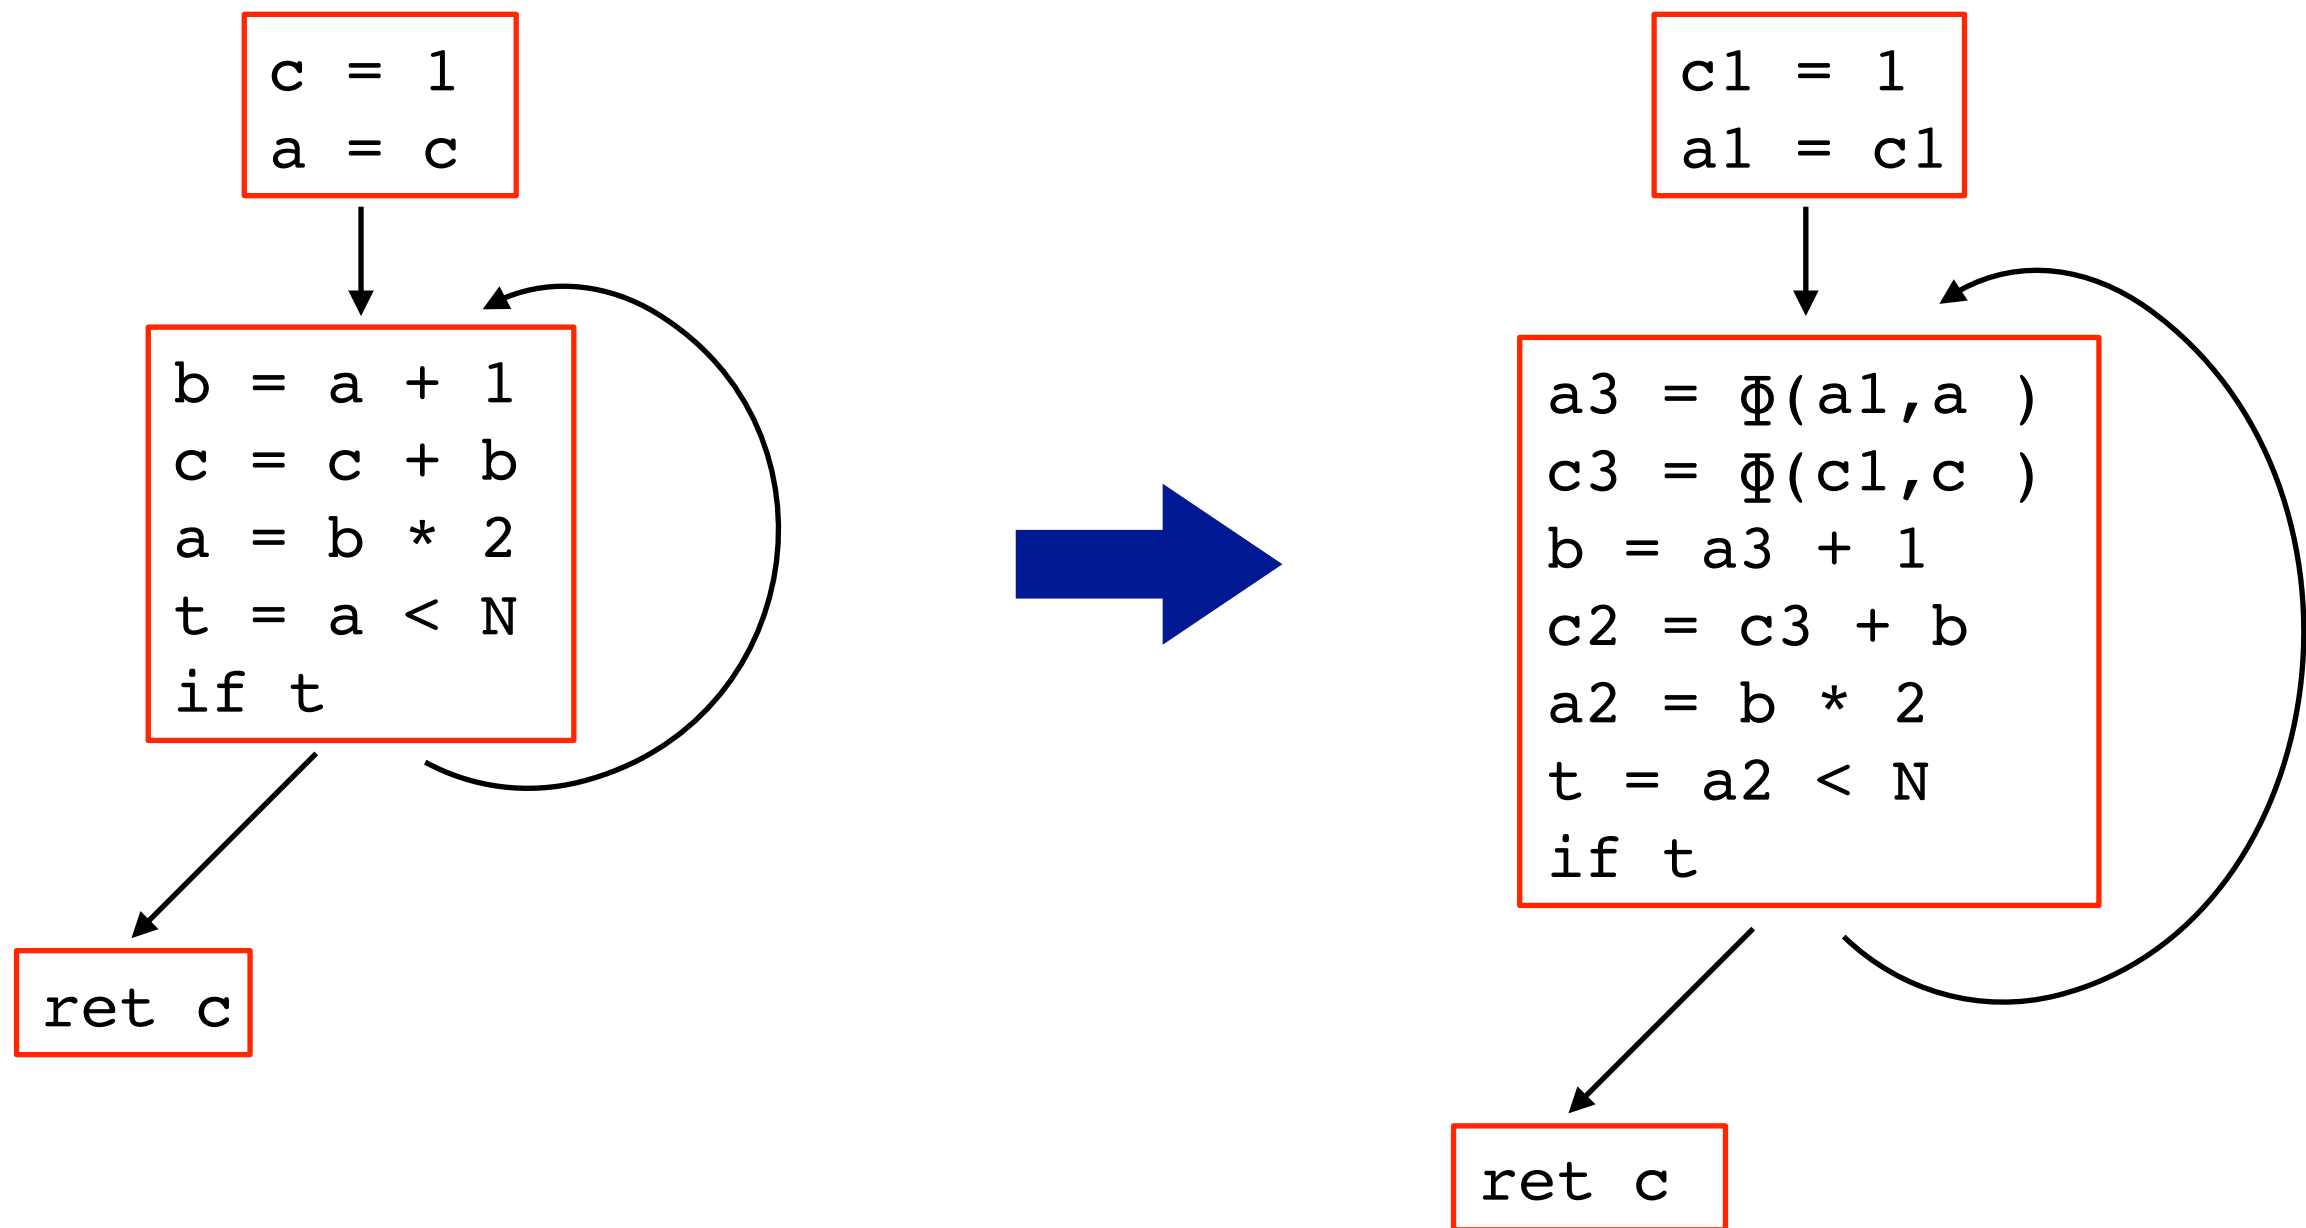 c = 1
a = c
b = a + 1
c = c + b
a = b * 2
t = a < N
if t
ret c
c1 = 1
a1 = c1
a3 = Φ(a1,a )
c3 = Φ(c1,c )
b = a3 + 1
c2 = c3 + b
a2 = b * 2
t = a2 < N
if t
ret c